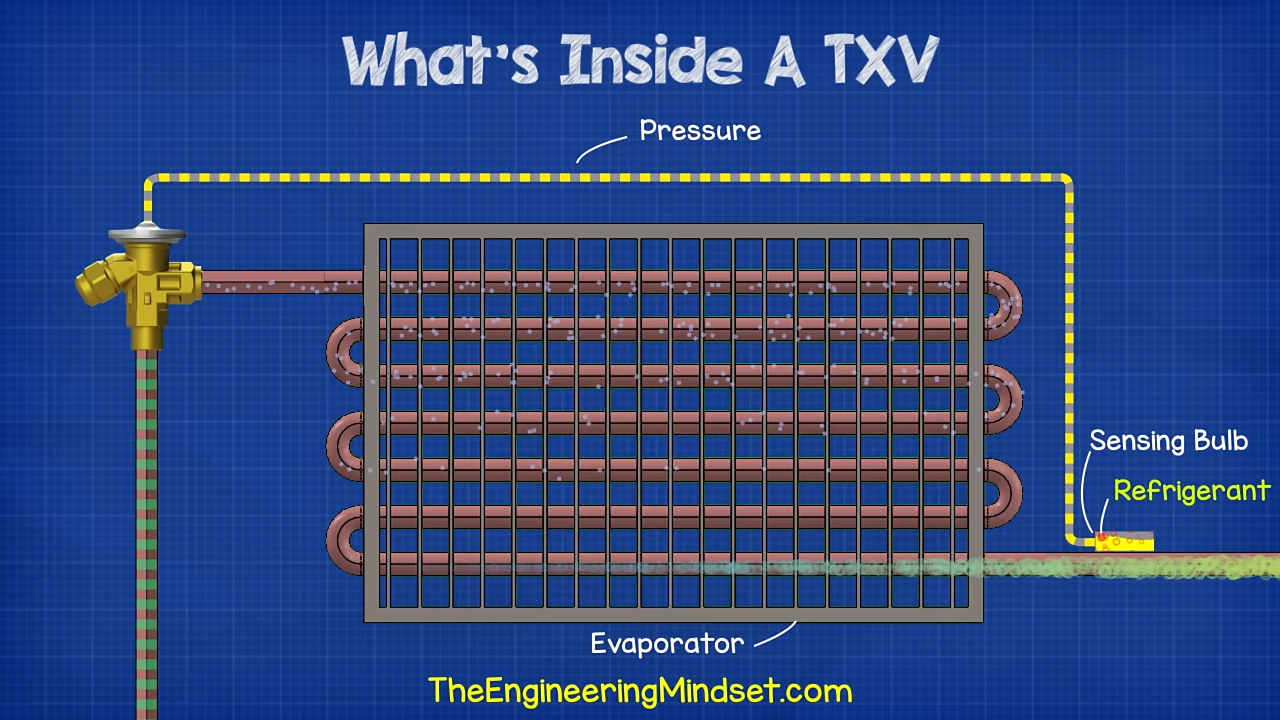 What's Inside A TXV
Pressure
Sensing Bulb
Refrigerant
Evaporator
TheEngineeringMindset.com